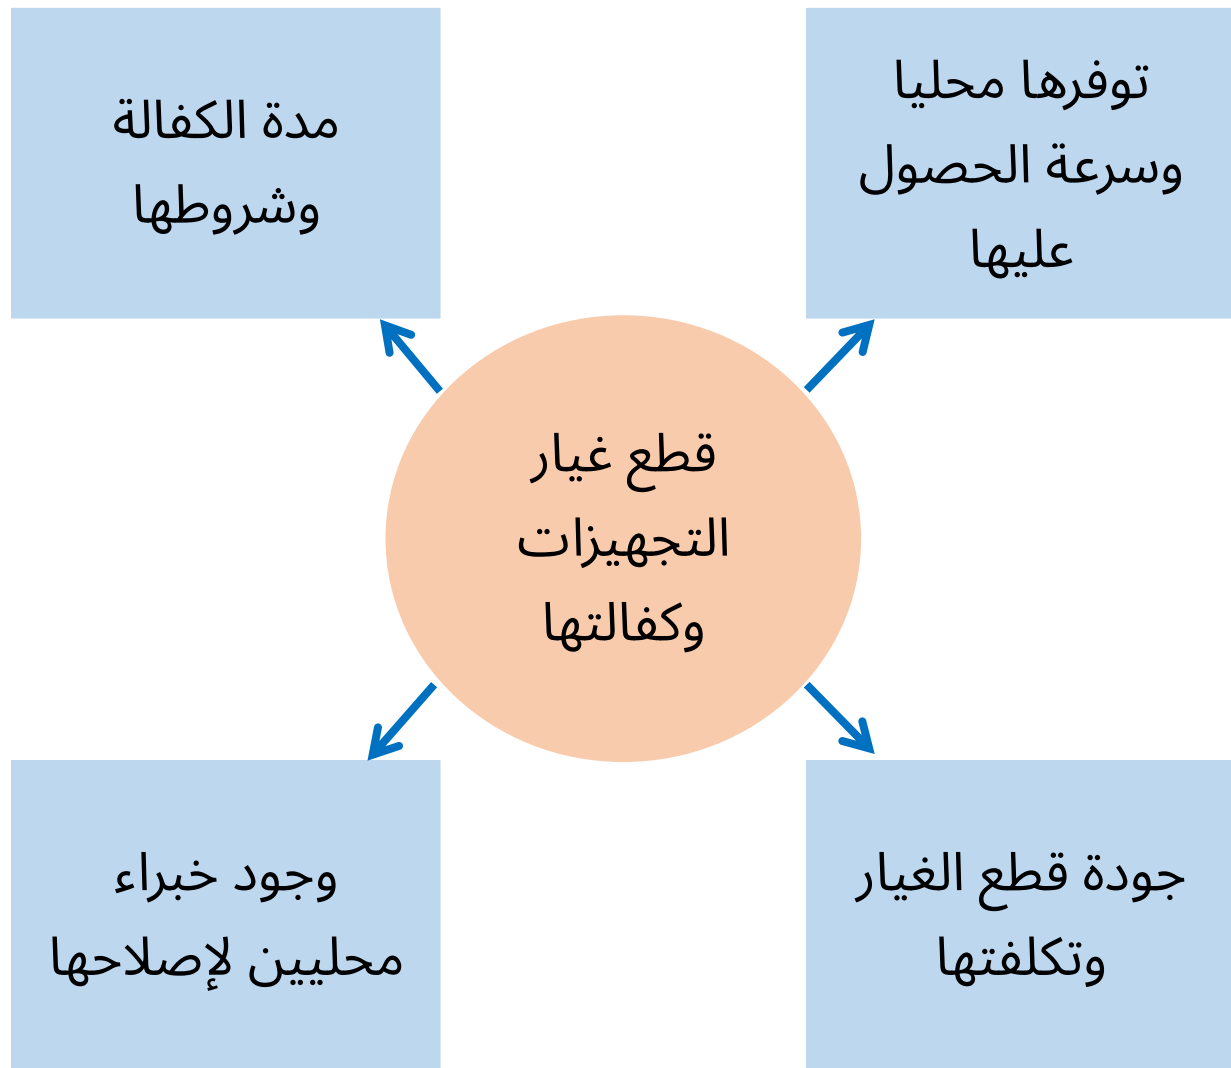 توفرها محليا
وسرعة الحصول
عليها
مدة الكفالة
وشروطها
قطع غيار
التجهيزات
وكفالتها
جودة قطع الغيار
وتكلفتها
وجود خبراء
محليين لإصلاحها